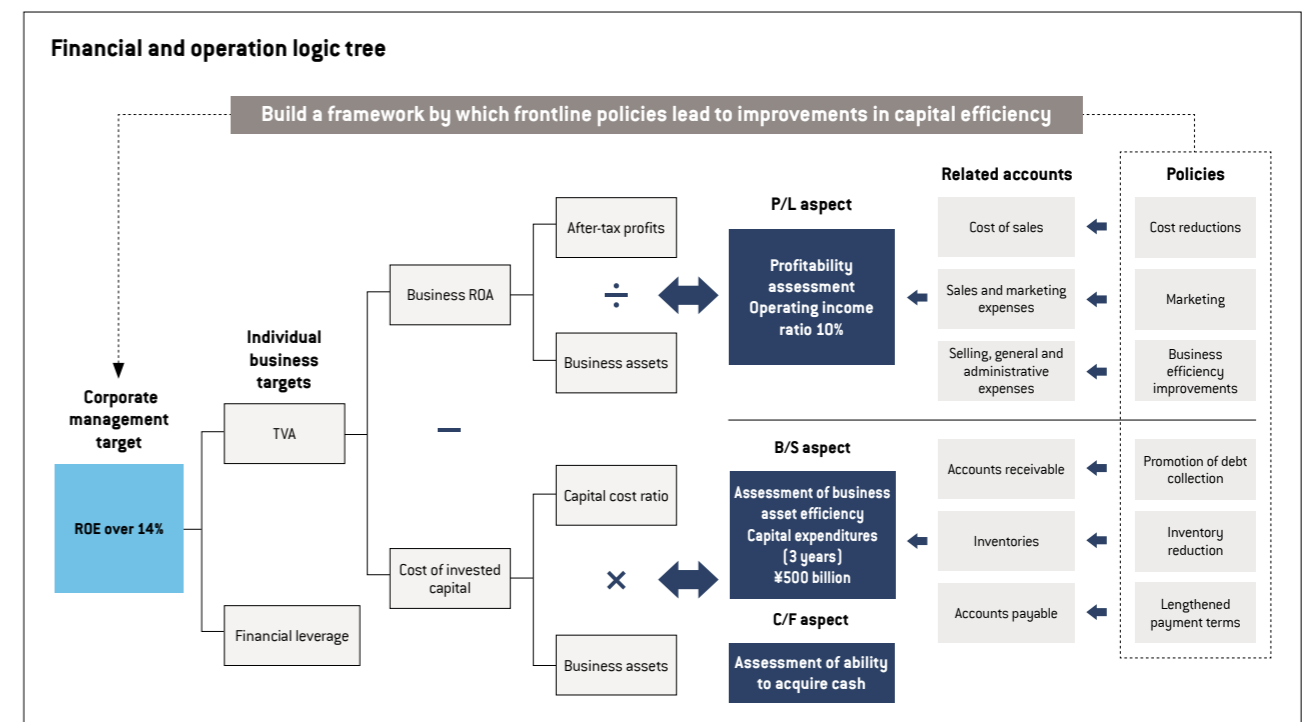 Financial and operation logic tree
Build a framework by which frontline policies lead to improvements in capital efficiency
Corporate
management
target
ROE over 14%
Individual
business
targets
TVA
Financial leverage
−
Business ROA
Cost of invested
capital
After-tax profits
÷
Business assets
Capital cost ratio
×
Business assets
P/L aspect
Profitability
assessment
Operating income
ratio 10%
B/S aspect
Assessment of business
asset efficiency
Capital expenditures
(3 years)
¥500 billion
C/F aspect
Assessment of ability
to acquire cash
Related accounts
Cost of sales
Sales and marketing
expenses
Selling, general and
administrative
expenses
Accounts receivable
Inventories
Accounts payable
Policies
Cost reductions
Marketing
Business
efficiency
improvements
Promotion of debt
collection
Inventory
reduction
Lengthened
payment terms